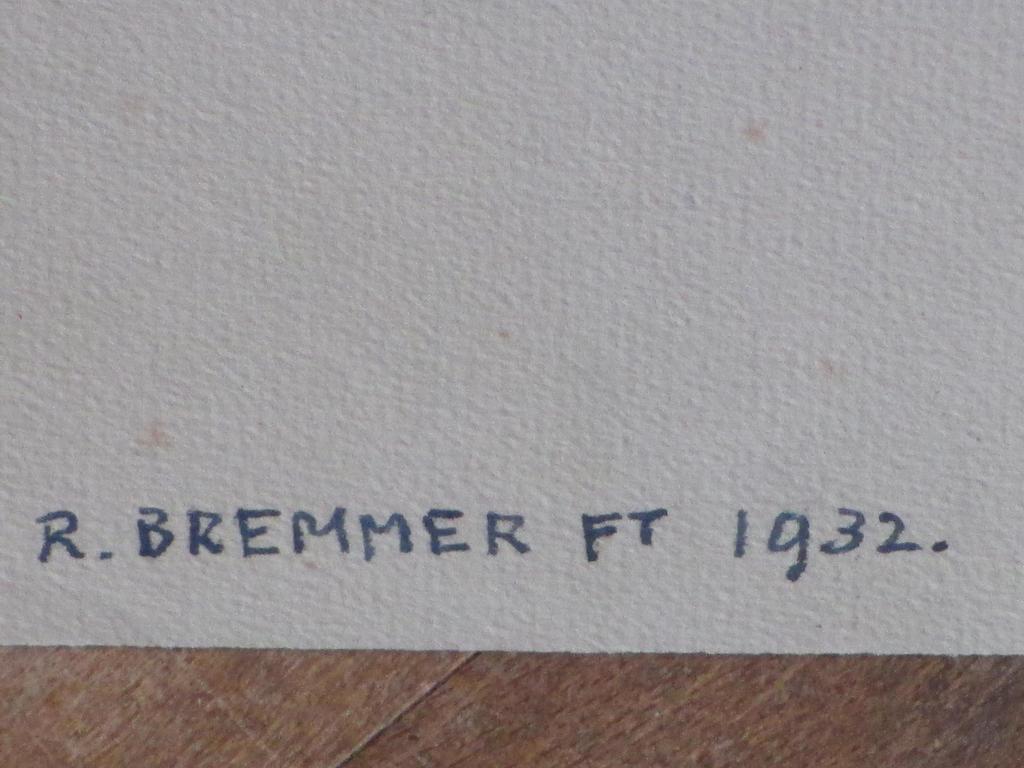 R. BREMMER FT 1932.